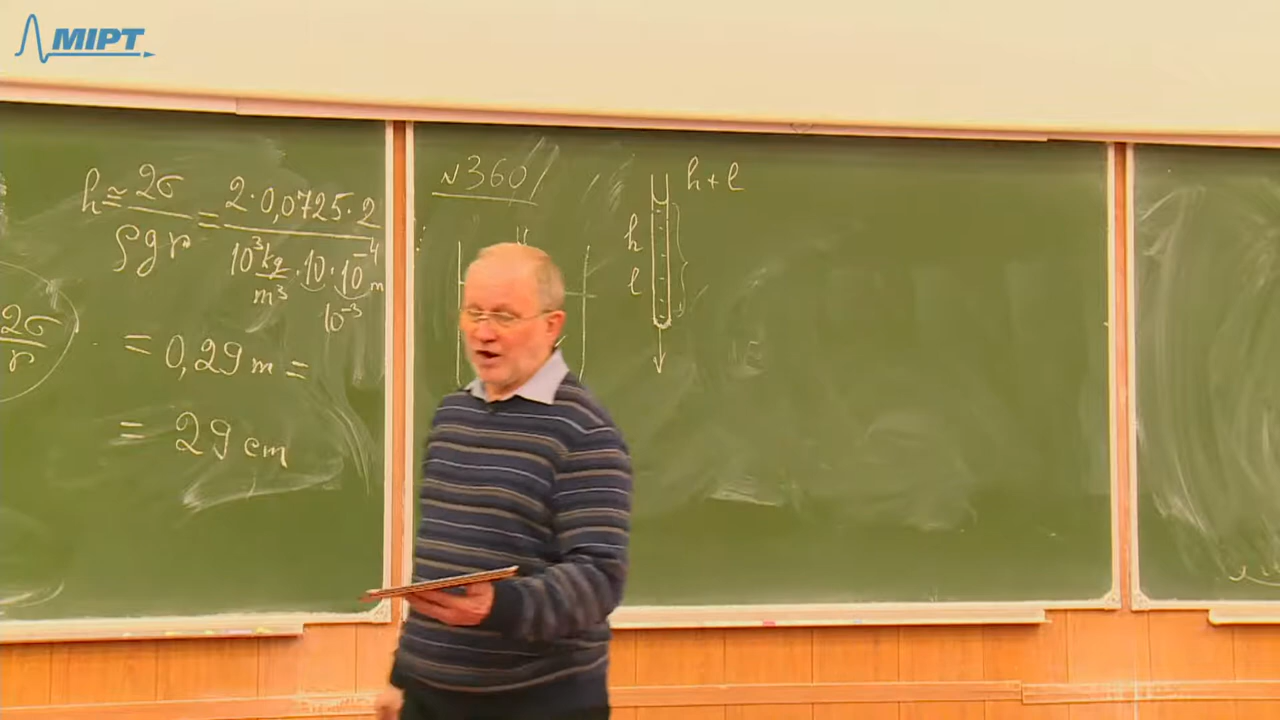 MIPT
h ≅ 2σ / ρgr = 2·0,0725·2 / 10³ kg/m³ · 10 · 10⁻⁴ m
10⁻³
2σ / r
= 0,29 m =
= 29 cm
№3601
h + l
h
l